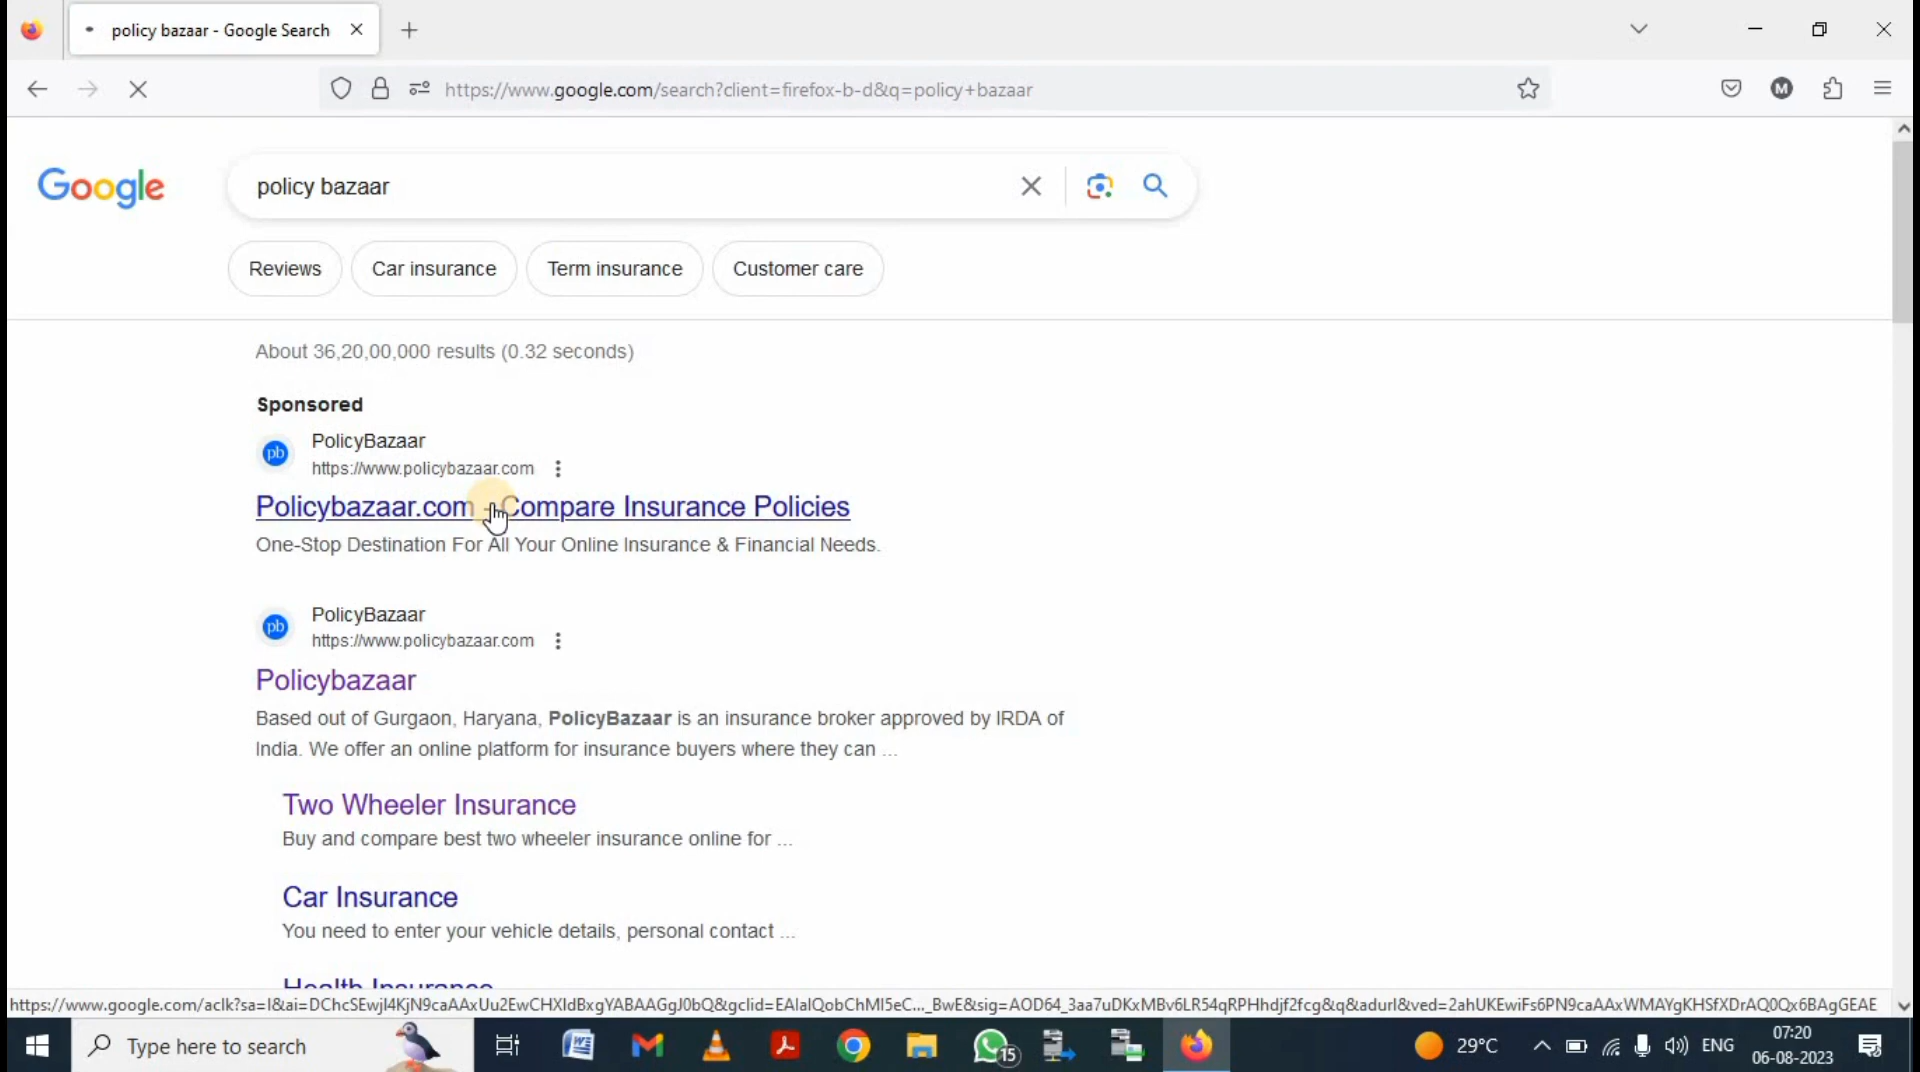 policy bazaar - Google Search
https://www.google.com/search?client=firefox-b-d&q=policy+bazaar
M
Google
policy bazaar
Reviews
Car insurance
Term insurance
Customer care
About 36,20,00,000 results (0.32 seconds)
Sponsored
pb
PolicyBazaar
https://www.policybazaar.com
Policybazaar.com - Compare Insurance Policies
One-Stop Destination For All Your Online Insurance & Financial Needs.
pb
PolicyBazaar
https://www.policybazaar.com
Policybazaar
Based out of Gurgaon, Haryana, PolicyBazaar is an insurance broker approved by IRDA of
India. We offer an online platform for insurance buyers where they can ...
Two Wheeler Insurance
Buy and compare best two wheeler insurance online for ...
Car Insurance
You need to enter your vehicle details, personal contact ...
Health Insurance
https://www.google.com/aclk?sa=l&ai=DChcSEwjI4KjN9caAAxUu2EwCHXIdBxgYABAAGgJ0bQ&gclid=EAIaIQobChMI5eC..._BwE&sig=AOD64_3aa7uDKxMBv6LR54qRPHhdjf2fcg&q&adurl&ved=2ahUKEwiFs6PN9caAAxWMAYgKHSfXDrAQ0Qx6BAgGEAE
Type here to search
15
29°C
ENG
07:20
06-08-2023